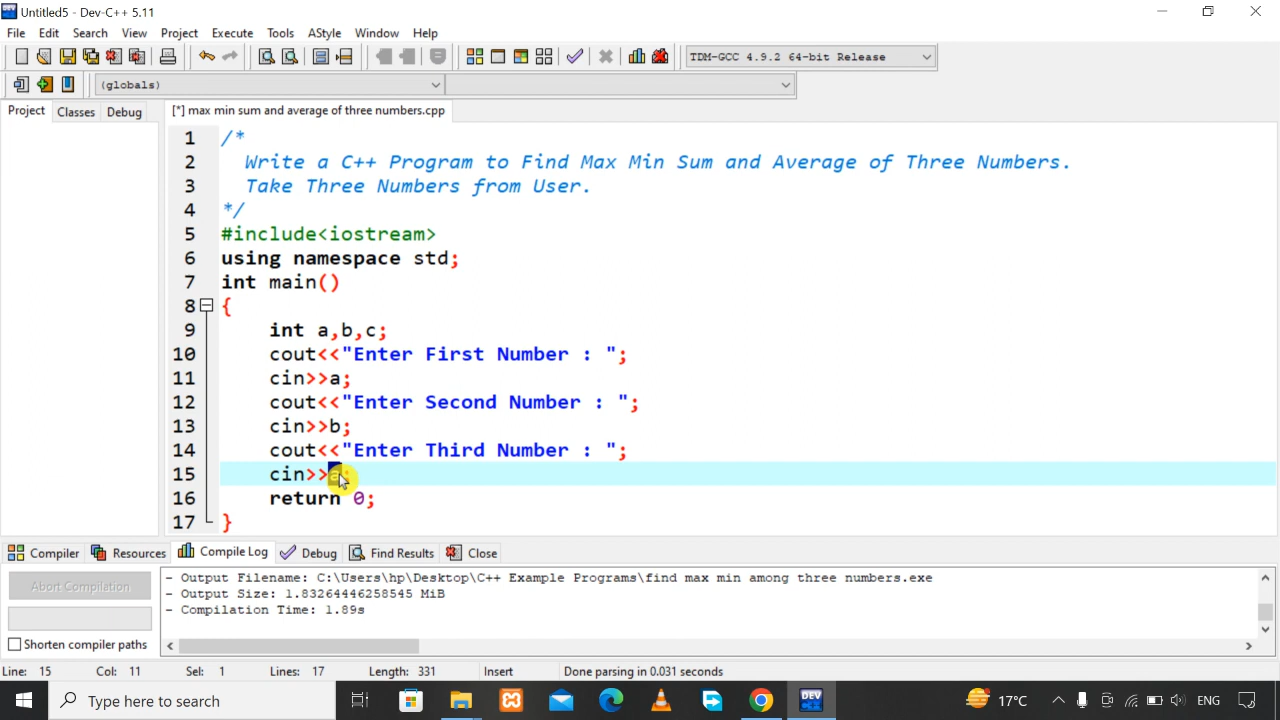 Untitled5 - Dev-C++ 5.11
File Edit Search View Project Execute Tools AStyle Window Help
TDM-GCC 4.9.2 64-bit Release
(globals)
Project Classes Debug [*] max min sum and average of three numbers.cpp
1 /*
2 Write a C++ Program to Find Max Min Sum and Average of Three Numbers.
3 Take Three Numbers from User.
4 */
5 #include<iostream>
6 using namespace std;
7 int main()
8 {
9 int a,b,c;
10 cout<<"Enter First Number : ";
11 cin>>a;
12 cout<<"Enter Second Number : ";
13 cin>>b;
14 cout<<"Enter Third Number : ";
15 cin>>a;
16 return 0;
17 }
Compiler Resources Compile Log Debug Find Results Close
Abort Compilation
Shorten compiler paths
- Output Filename: C:\Users\hp\Desktop\C++ Example Programs\find max min among three numbers.exe
- Output Size: 1.83264446258545 MiB
- Compilation Time: 1.89s
Line: 15 Col: 11 Sel: 1 Lines: 17 Length: 331 Insert Done parsing in 0.031 seconds
Type here to search
DEV
17°C ENG